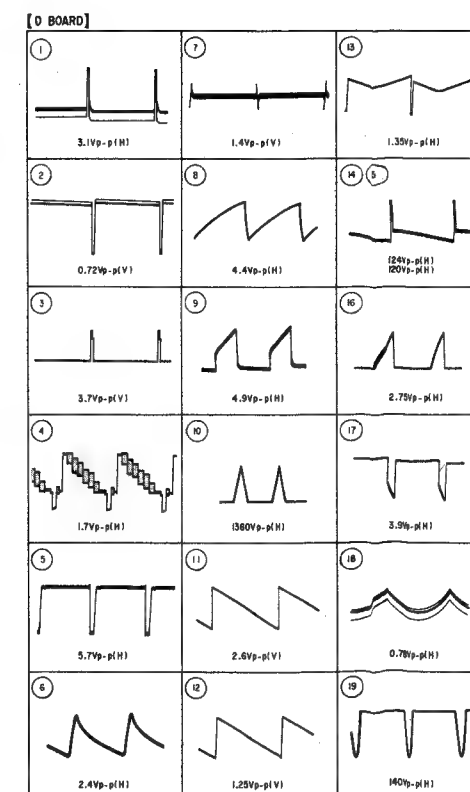 [D BOARD]
1
3.1Vp-p(H)
2
0.72Vp-p(V)
3
3.7Vp-p(V)
4
1.7Vp-p(H)
5
5.7Vp-p(H)
6
2.4Vp-p(H)
7
1.4Vp-p(V)
8
4.4Vp-p(H)
9
4.9Vp-p(H)
10
1360Vp-p(H)
11
2.6Vp-p(V)
12
1.25Vp-p(V)
13
1.35Vp-p(H)
14 5
124Vp-p(H)
120Vp-p(H)
16
2.75Vp-p(H)
17
3.9Vp-p(H)
18
0.78Vp-p(H)
19
140Vp-p(H)